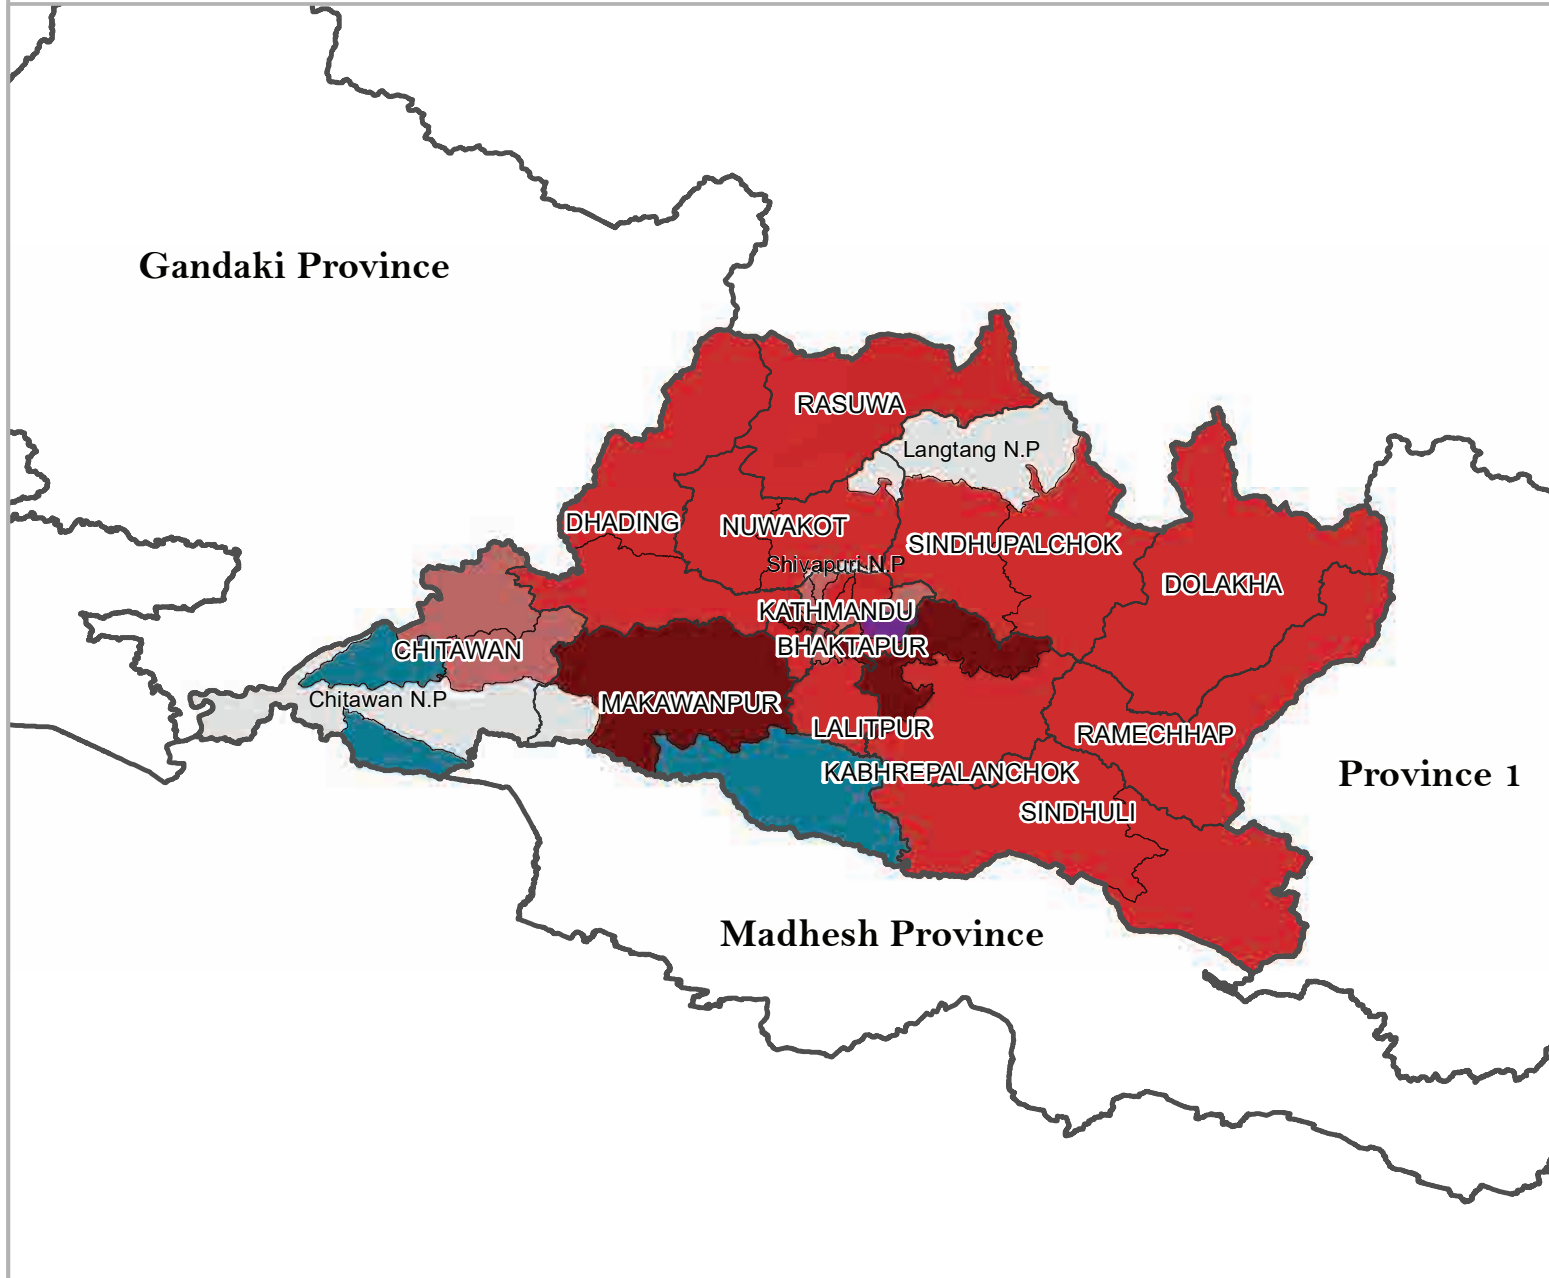 Gandaki Province
RASUWA
Langtang N.P
DHADING
NUWAKOT
SINDHUPALCHOK
Shivapuri N.P
DOLAKHA
KATHMANDU
BHAKTAPUR
CHITAWAN
Chitawan N.P
MAKAWANPUR
LALITPUR
RAMECHHAP
KABHREPALANCHOK
Province 1
SINDHULI
Madhesh Province